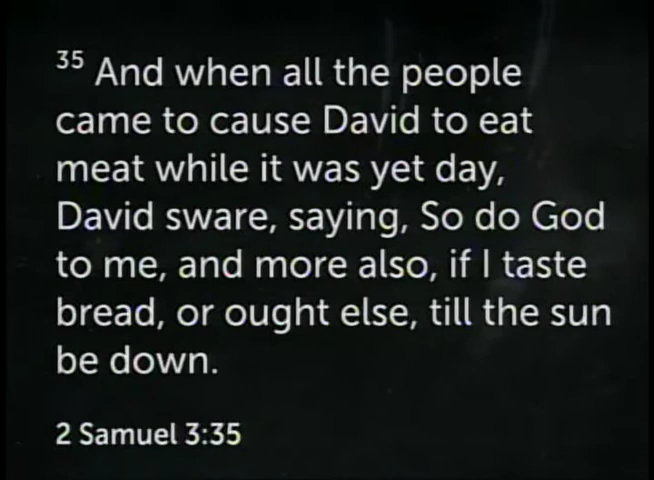 35 And when all the people
came to cause David to eat
meat while it was yet day,
David sware, saying, So do God
to me, and more also, if I taste
bread, or ought else, till the sun
be down.
2 Samuel 3:35